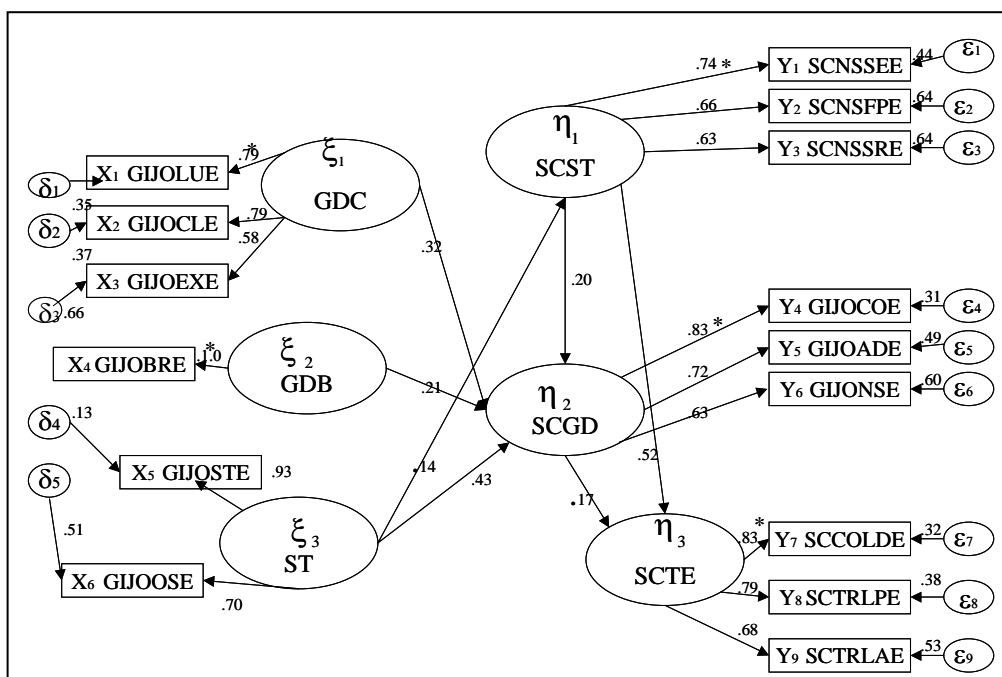 ξ1
GDC
X1 GIJOLUE
.79
*
δ1
.35
X2 GIJOCLE
.79
δ2
.37
X3 GIJOEXE
.58
δ3
.66
ξ2
GDB
X4 GIJOBRE
.1.0
*
δ4
.13
X5 GIJOSTE
.93
δ5
.51
X6 GIJOOSE
.70
ξ3
ST
.32
.21
.14
.43
η1
SCST
.20
.52
η2
SCGD
.17
η3
SCTE
.74 *
Y1 SCNSSEE
.44
ε1
.66
Y2 SCNSFPE
.64
ε2
.63
Y3 SCNSSRE
.64
ε3
.83 *
Y4 GIJOCOE
.31
ε4
.72
Y5 GIJOADE
.49
ε5
.63
Y6 GIJONSE
.60
ε6
.83
*
Y7 SCCOLDE
.32
ε7
.79
Y8 SCTRLPE
.38
ε8
.68
Y9 SCTRLAE
.53
ε9